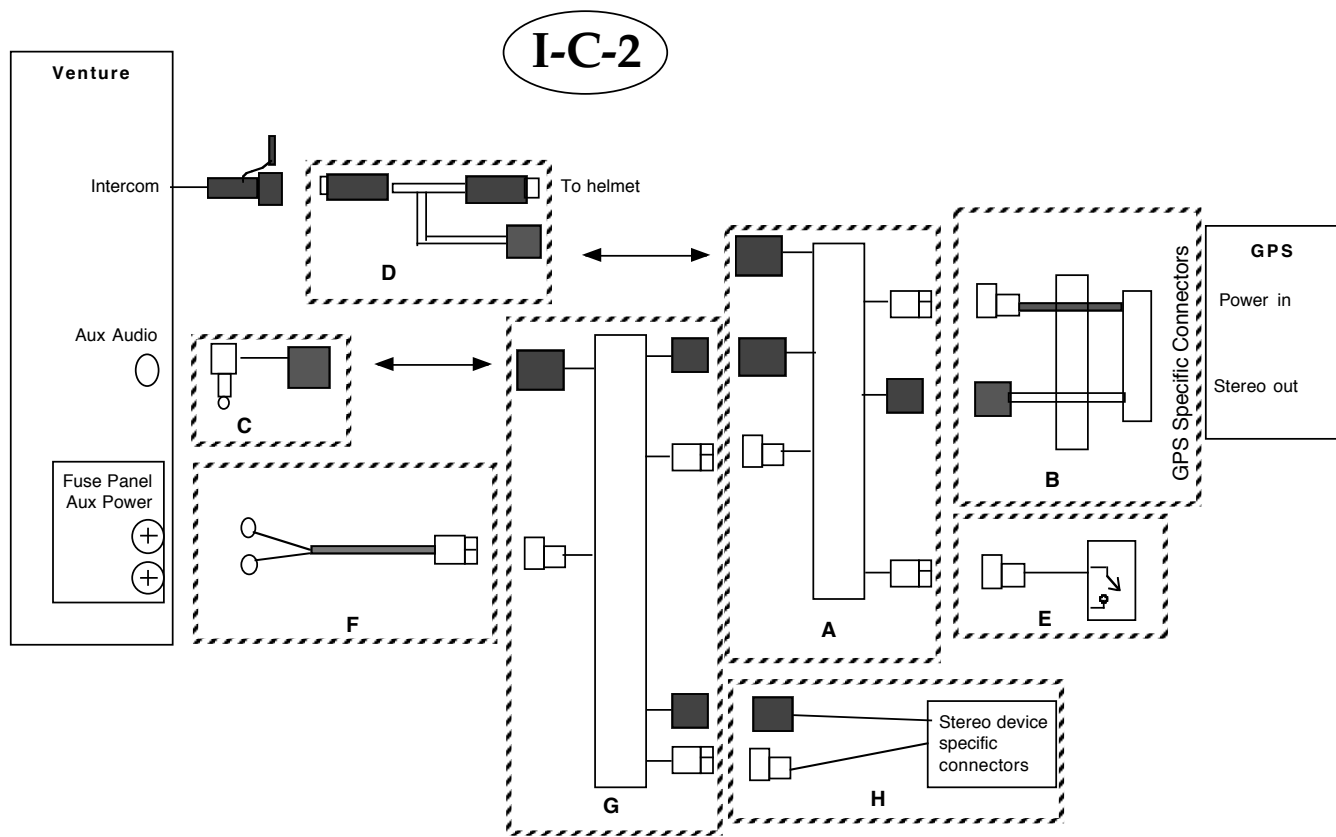 I-C-2
Venture
Intercom
To helmet
D
Aux Audio
C
Fuse Panel
Aux Power
F
G
A
GPS Specific Connectors
B
GPS
Power in
Stereo out
E
Stereo device
specific
connectors
H